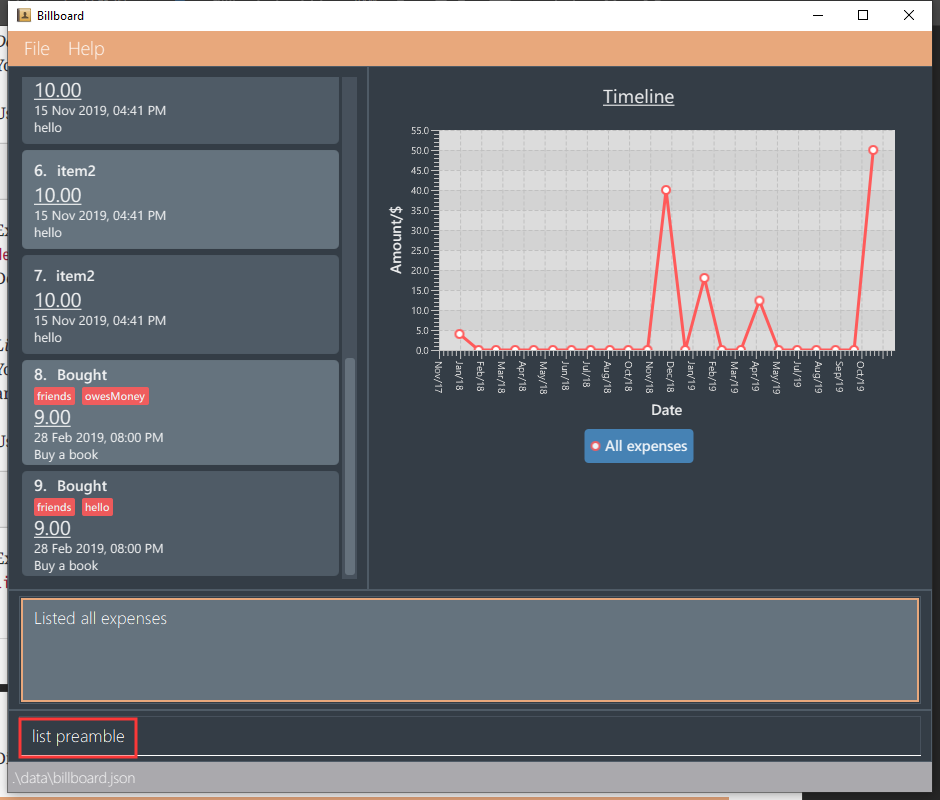 Billboard
File Help
10.00
15 Nov 2019, 04:41 PM
hello
6. item2
10.00
15 Nov 2019, 04:41 PM
hello
7. item2
10.00
15 Nov 2019, 04:41 PM
hello
8. Bought
friends owesMoney
9.00
28 Feb 2019, 08:00 PM
Buy a book
9. Bought
friends hello
9.00
28 Feb 2019, 08:00 PM
Buy a book
Timeline
Amount/$
55.0
50.0
45.0
40.0
35.0
30.0
25.0
20.0
15.0
10.0
5.0
0.0
Nov/17 Jan/18 Feb/18 Mar/18 Apr/18 May/18 Jun/18 Jul/18 Aug/18 Oct/18 Nov/18 Dec/18 Jan/19 Feb/19 Mar/19 Apr/19 May/19 Jul/19 Aug/19 Sep/19 Oct/19
Date
All expenses
Listed all expenses
list preamble
.\data\billboard.json